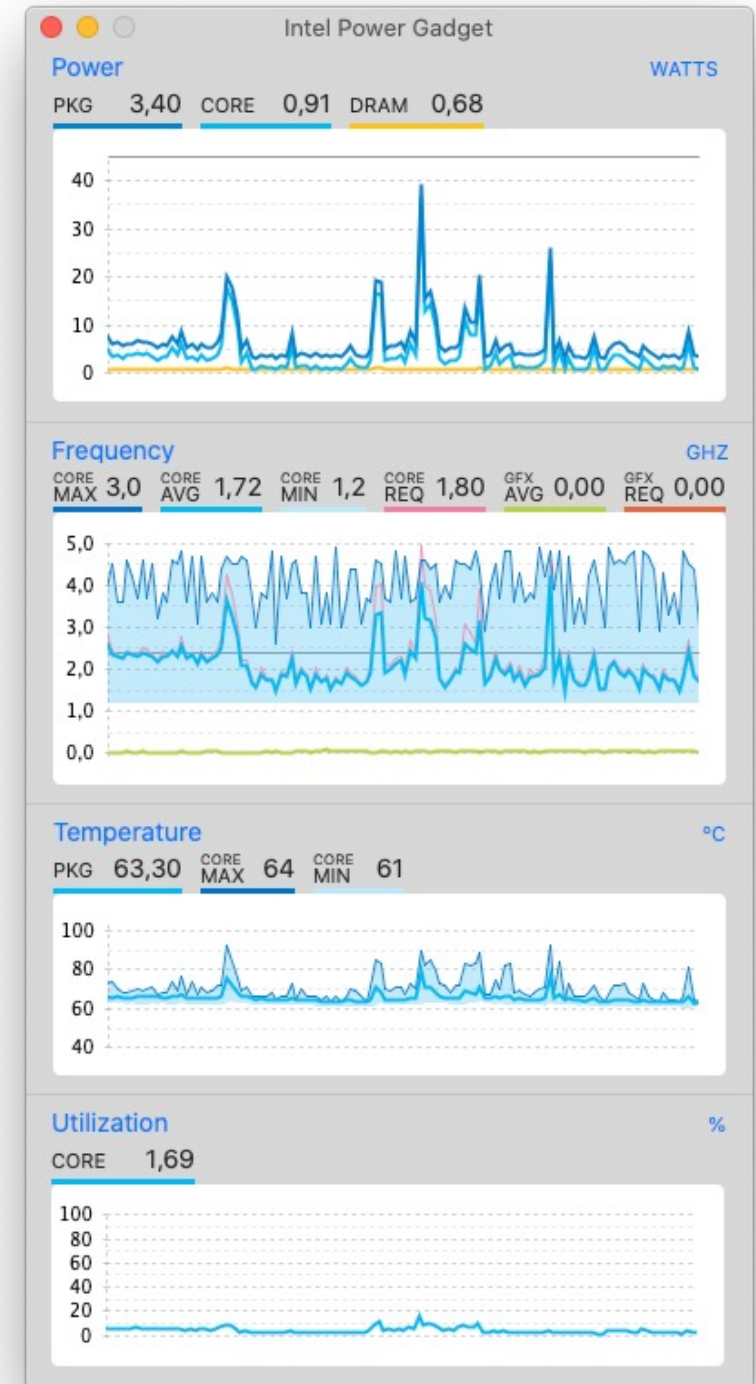 Intel Power Gadget
Power WATTS
PKG 3,40 CORE 0,91 DRAM 0,68
40
30
20
10
0
Frequency GHZ
CORE MAX 3,0 CORE AVG 1,72 CORE MIN 1,2 CORE REQ 1,80 GFX AVG 0,00 GFX REQ 0,00
5,0
4,0
3,0
2,0
1,0
0,0
Temperature ºC
PKG 63,30 CORE MAX 64 CORE MIN 61
100
80
60
40
Utilization %
CORE 1,69
100
80
60
40
20
0